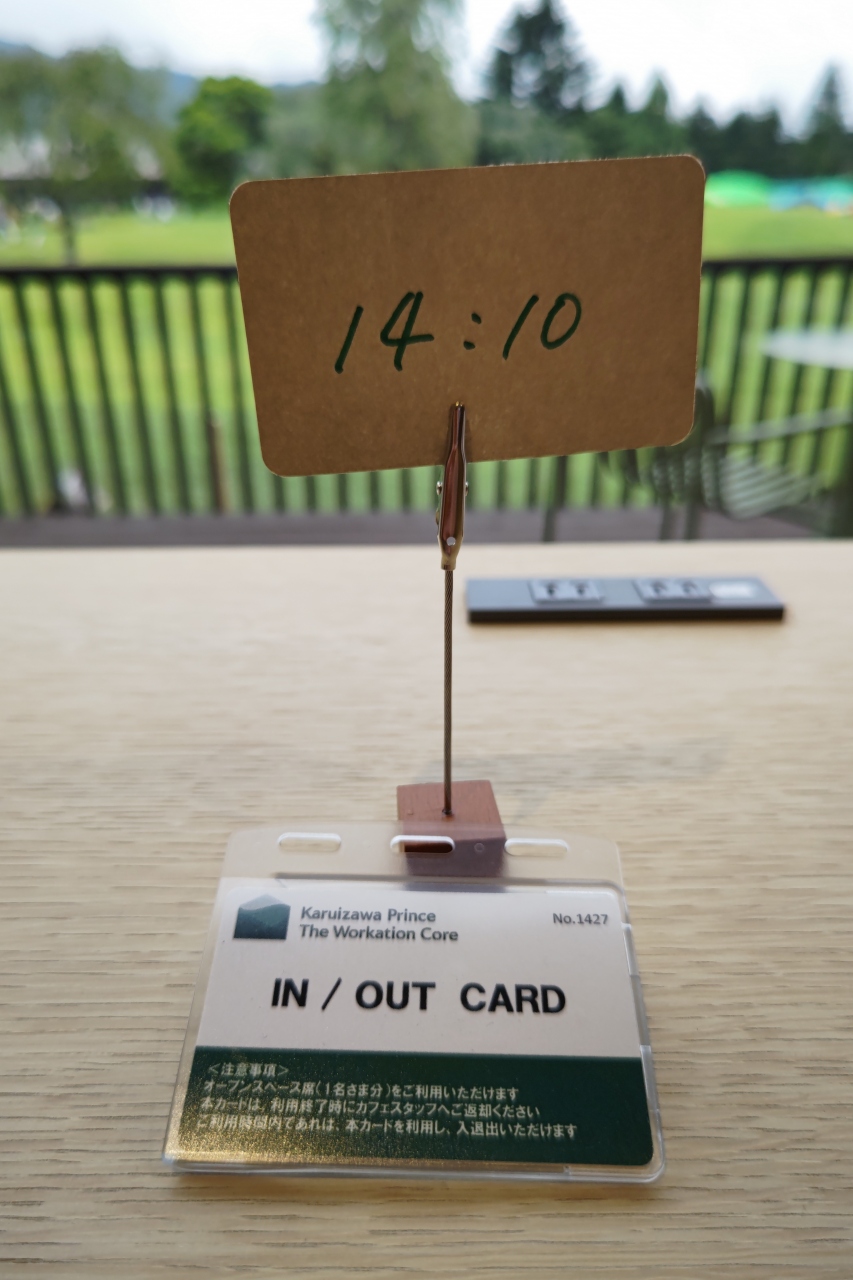 14:10
Karuizawa Prince
The Workation Core
No.1427
IN / OUT CARD
＜注意事項＞
オープンスペース席(1名さま分)をご利用いただけます
本カードは、利用終了時にカフェスタッフへご返却ください
ご利用時間内であれば、本カードを利用し、入退出いただけます